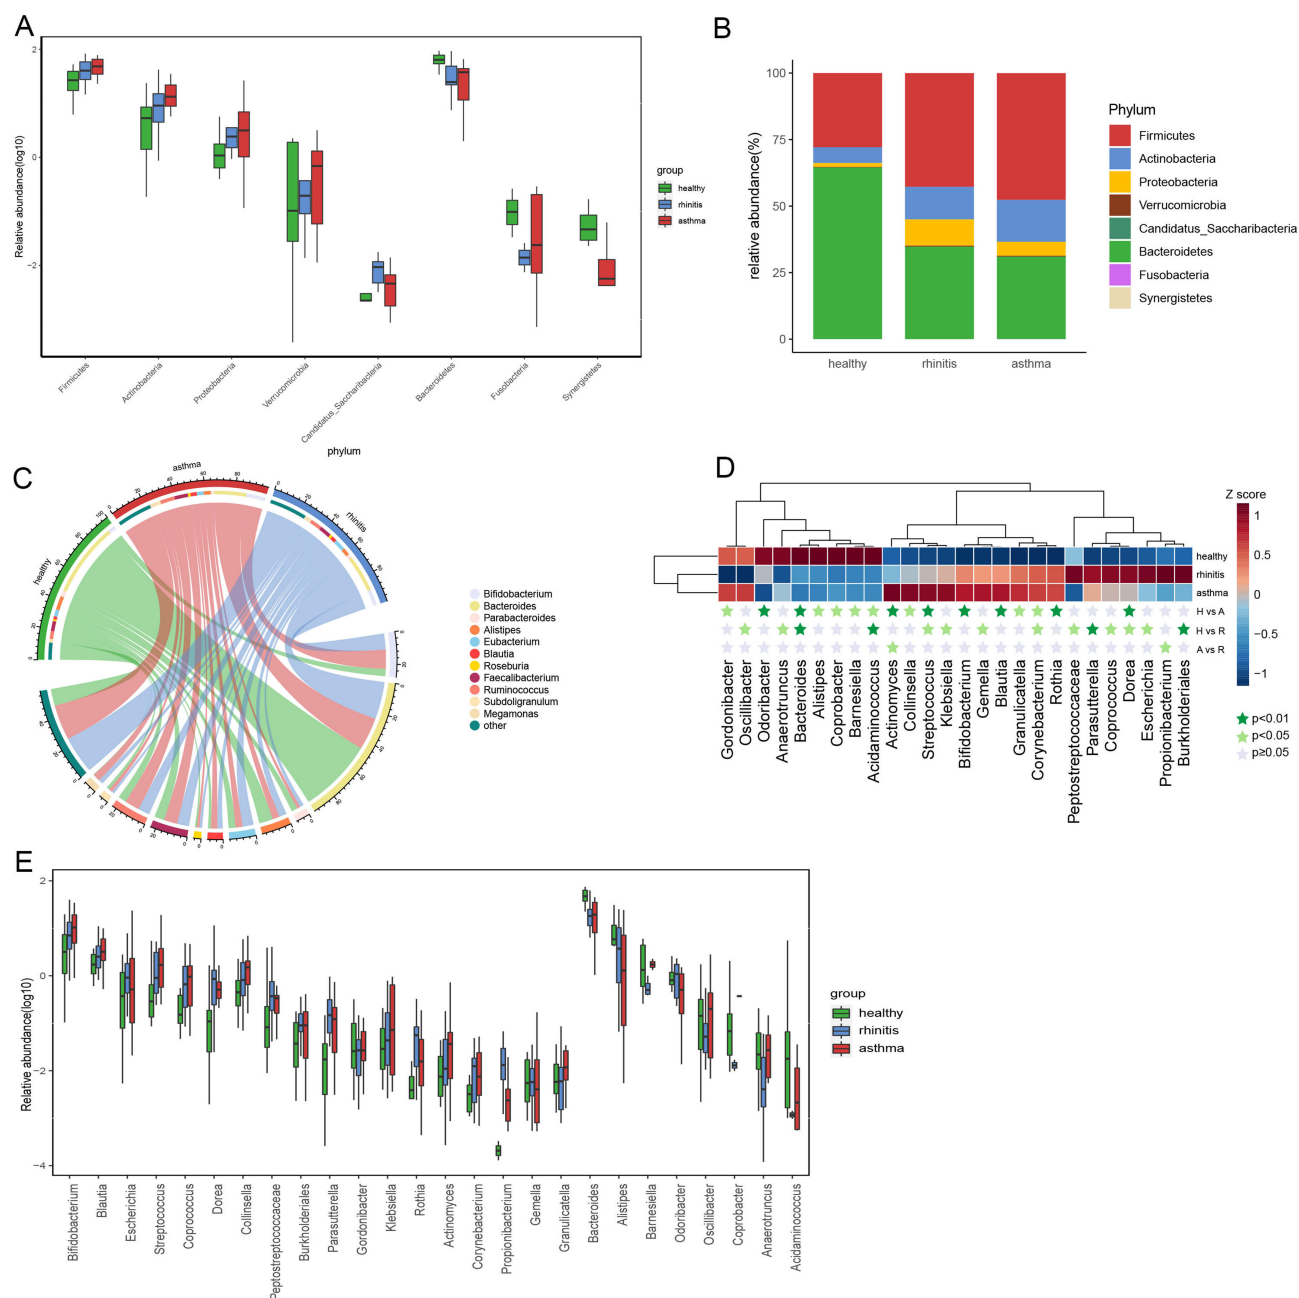 A
Relative abundance(log10)
2
0
−2
Firmicutes
Actinobacteria
Proteobacteria
Verrucomicrobia
Candidatus_Saccharibacteria
Bacteroidetes
Fusobacteria
Synergistetes
phylum
group
healthy
rhinitis
asthma
B
relative abundance(%)
100
75
50
25
0
healthy
rhinitis
asthma
Phylum
Firmicutes
Actinobacteria
Proteobacteria
Verrucomicrobia
Candidatus_Saccharibacteria
Bacteroidetes
Fusobacteria
Synergistetes
C
asthma
rhinitis
healthy
Bifidobacterium
Bacteroides
Parabacteroides
Alistipes
Eubacterium
Blautia
Roseburia
Faecalibacterium
Ruminococcus
Subdoligranulum
Megamonas
other
D
healthy
rhinitis
asthma
H vs A
H vs R
A vs R
Gordonibacter
Oscillibacter
Odoribacter
Anaerotruncus
Bacteroides
Alistipes
Coprobacter
Barnesiella
Acidaminococcus
Actinomyces
Collinsella
Streptococcus
Klebsiella
Bifidobacterium
Gemella
Blautia
Granulicatella
Corynebacterium
Rothia
Peptostreptococcaceae
Parasutterella
Coprococcus
Dorea
Escherichia
Propionibacterium
Burkholderiales
Z score
1
0.5
0
−0.5
−1
p<0.01
p<0.05
p≥0.05
E
Relative abundance(log10)
2
0
−2
−4
Bifidobacterium
Blautia
Escherichia
Streptococcus
Coprococcus
Dorea
Collinsella
Peptostreptococcaceae
Burkholderiales
Parasutterella
Gordonibacter
Klebsiella
Rothia
Actinomyces
Corynebacterium
Propionibacterium
Gemella
Granulicatella
Bacteroides
Alistipes
Barnesiella
Odoribacter
Oscillibacter
Coprobacter
Anaerotruncus
Acidaminococcus
group
healthy
rhinitis
asthma